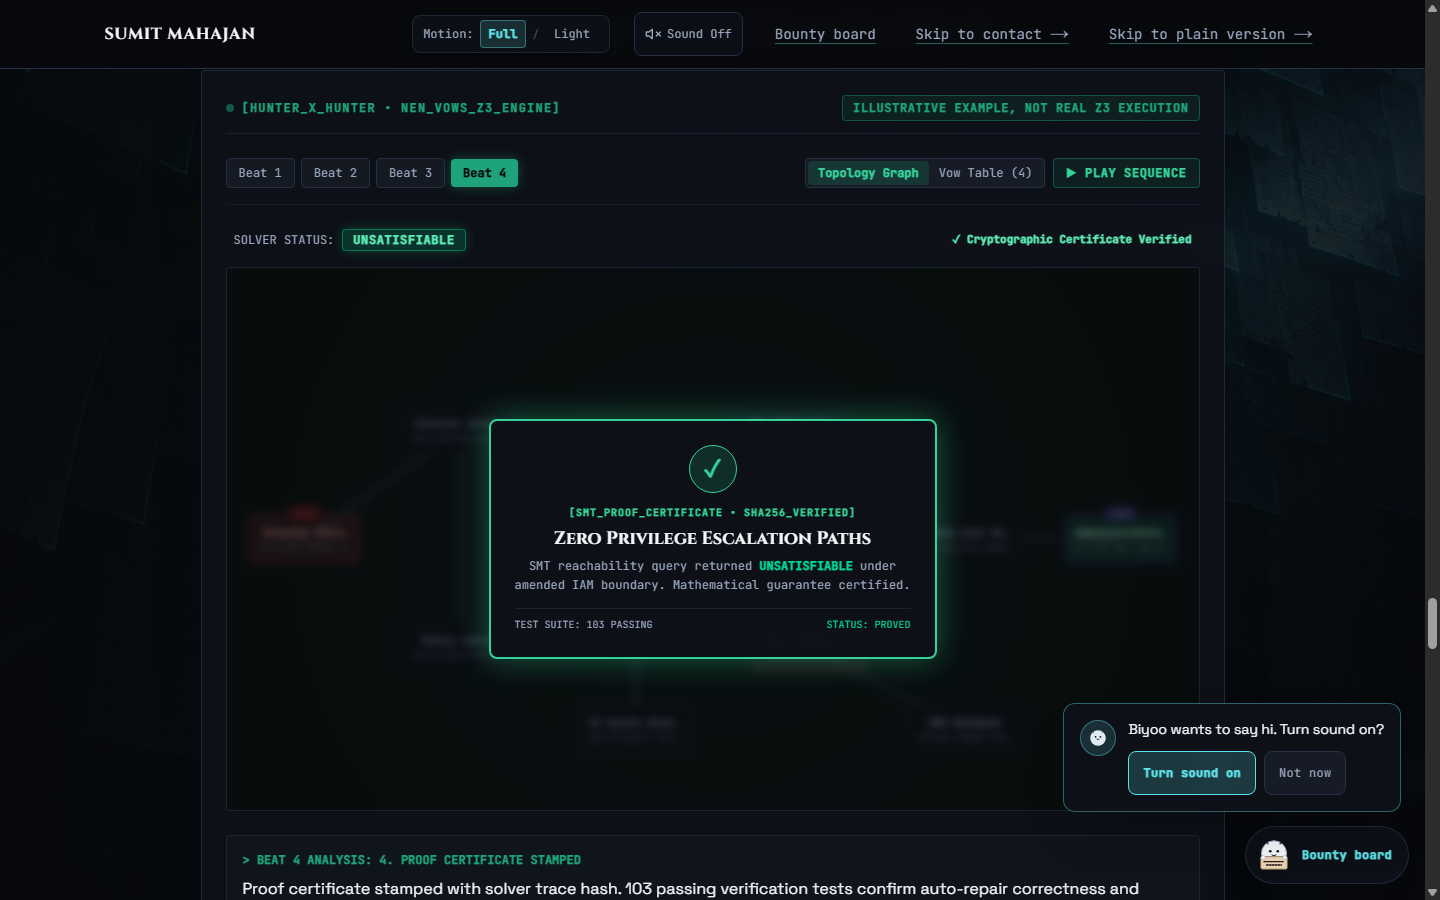 SUMIT MAHAJAN
Motion: Full / Light
Sound Off
Bounty board
Skip to contact →
Skip to plain version →
[HUNTER_X_HUNTER • NEN_VOWS_Z3_ENGINE]
ILLUSTRATIVE EXAMPLE, NOT REAL Z3 EXECUTION
Beat 1
Beat 2
Beat 3
Beat 4
Topology Graph
Vow Table (4)
▶ PLAY SEQUENCE
SOLVER STATUS: UNSATISFIABLE
✓ Cryptographic Certificate Verified
✓
[SMT_PROOF_CERTIFICATE • SHA256_VERIFIED]
ZERO PRIVILEGE ESCALATION PATHS
SMT reachability query returned UNSATISFIABLE under
amended IAM boundary. Mathematical guarantee certified.
TEST SUITE: 103 PASSING
STATUS: PROVED
Biyoo wants to say hi. Turn sound on?
Turn sound on
Not now
Bounty board
> BEAT 4 ANALYSIS: 4. PROOF CERTIFICATE STAMPED
Proof certificate stamped with solver trace hash. 103 passing verification tests confirm auto-repair correctness and